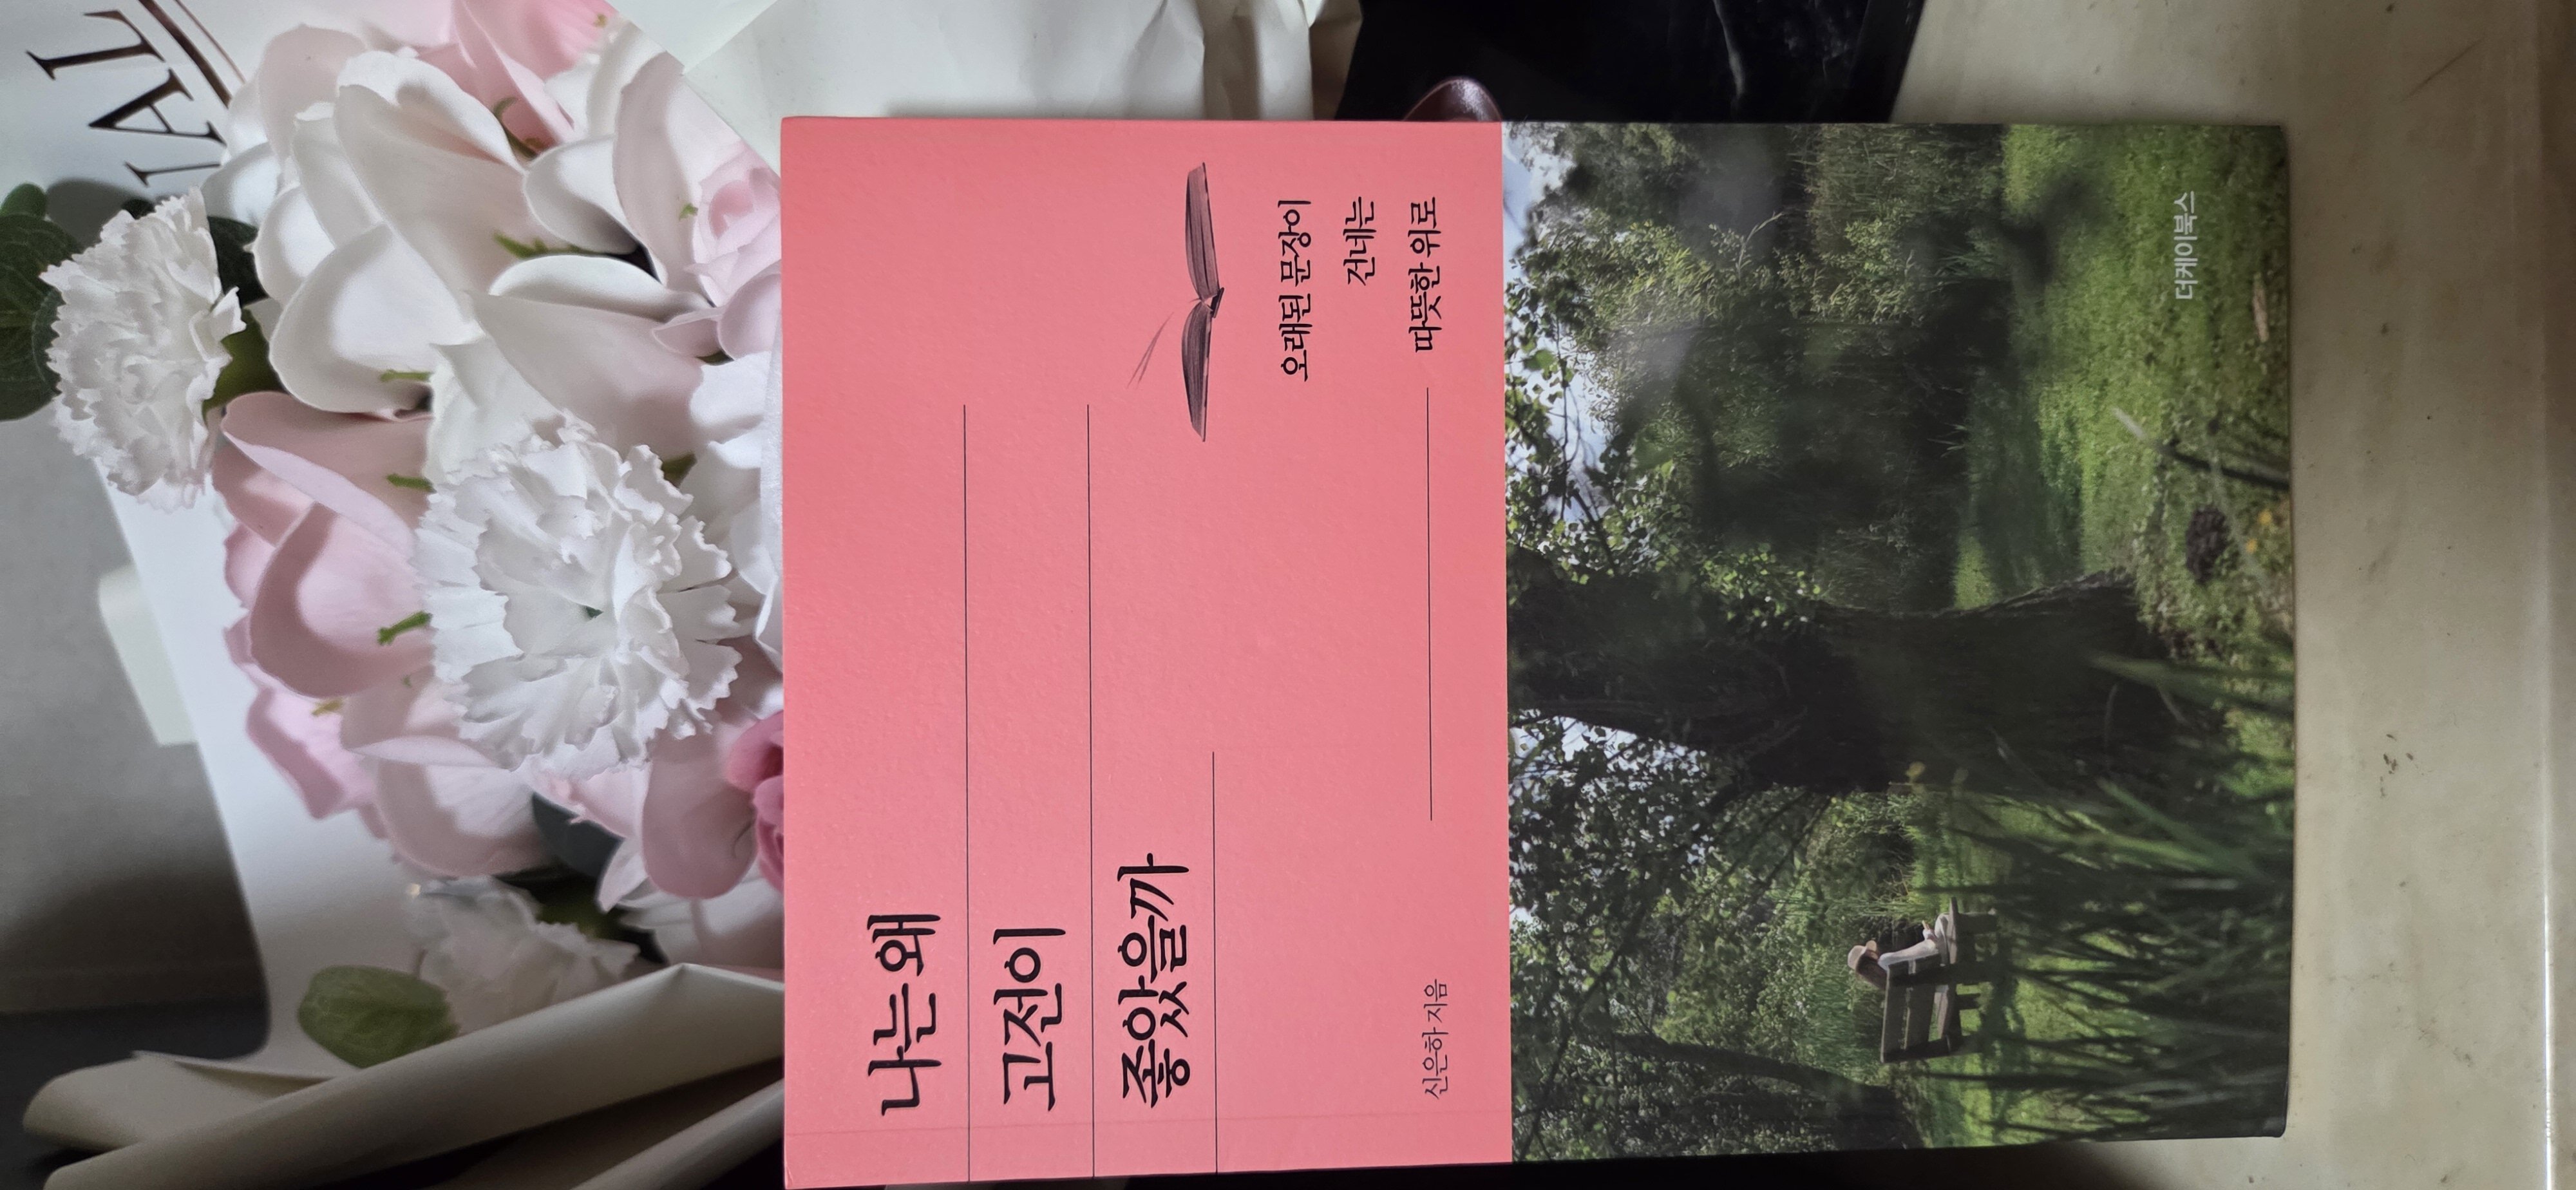 나는 왜
고전이
좋았을까
오래된 문장이
건네는
따뜻한 위로
신은하 지음
더케이북스